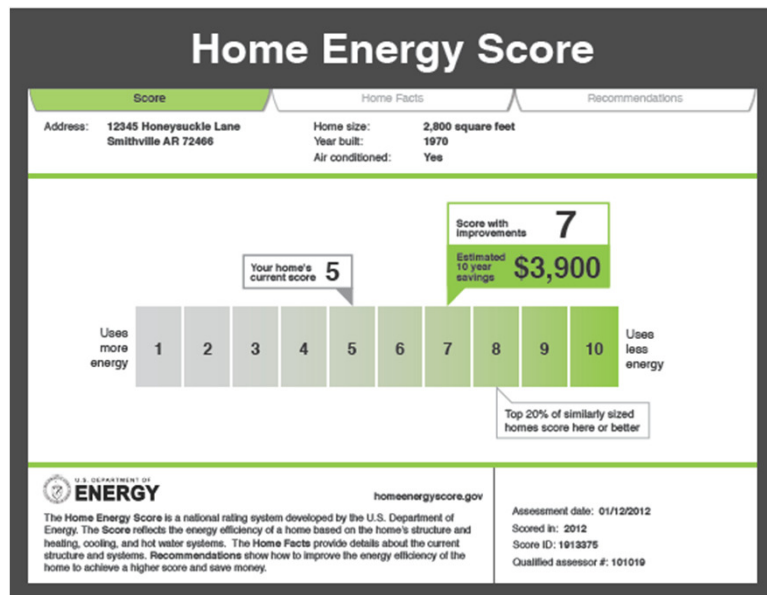 Home Energy Score
Score
Home Facts
Recommendations
Address: 12345 Honeysuckle Lane
Smithville AR 72466
Home size: 2,800 square feet
Year built: 1970
Air conditioned: Yes
Score with
improvements 7
Estimated
10 year
savings $3,900
Your home's
current score 5
Uses
more
energy
1 2 3 4 5 6 7 8 9 10
Uses
less
energy
Top 20% of similarly sized
homes score here or better
U.S. DEPARTMENT OF
ENERGY
homeenergyscore.gov
The Home Energy Score is a national rating system developed by the U.S. Department of
Energy. The Score reflects the energy efficiency of a home based on the home's structure and
heating, cooling, and hot water systems. The Home Facts provide details about the current
structure and systems. Recommendations show how to improve the energy efficiency of the
home to achieve a higher score and save money.
Assessment date: 01/12/2012
Scored in: 2012
Score ID: 1913375
Qualified assessor #: 101019